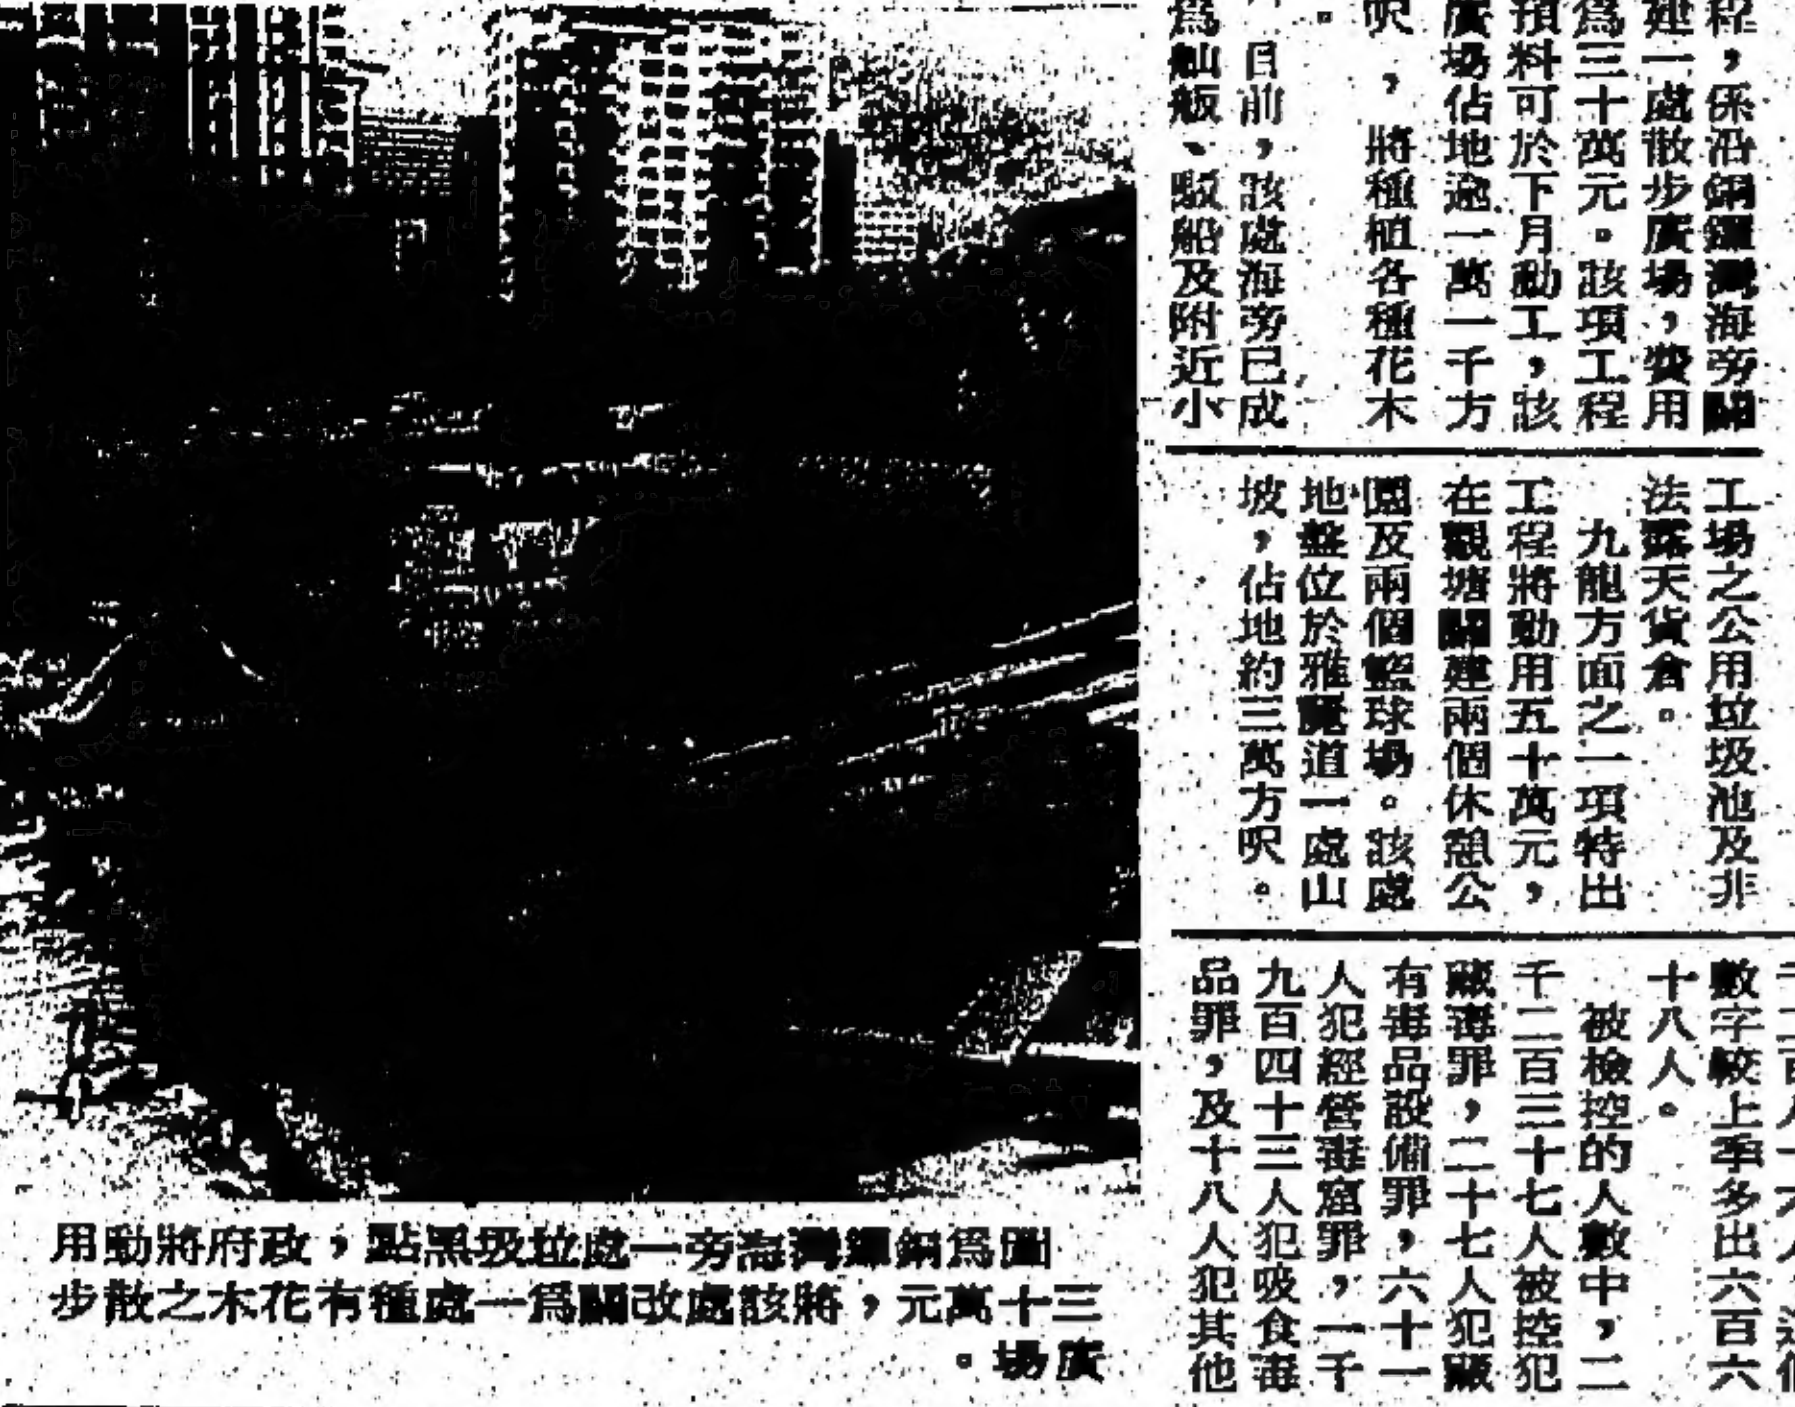 程，係沿銅鑼灣海旁闢
建一處散步廣場，費用
為三十萬元。該項工程
預料可於下月動工，該
廣場佔地逾一萬一千方
呎，將種植各種花木
。
目前，該處海旁已成
為舢舨、駁船及附近小
工場之公用垃圾池及非
法露天貨倉。
九龍方面之一項特出
工程將動用五十萬元，
在觀塘闢建兩個休憩公
園及兩個籃球場。該處
地盤位於雅麗道一處山
坡，佔地約三萬方呎。
數字較上季多出六百六
十八人。
被檢控的人數中，二
千二百三十七人被控犯
藏毒罪，二十七人犯藏
有毒品設備罪，六十一
人犯經營毒窟罪，一千
九百四十三人犯吸食毒
品罪，及十八人犯其他
圖為銅鑼灣海旁一處垃圾黑點，政府將動用
三十萬元，將該處改闢為一處種有花木之散步
廣場。